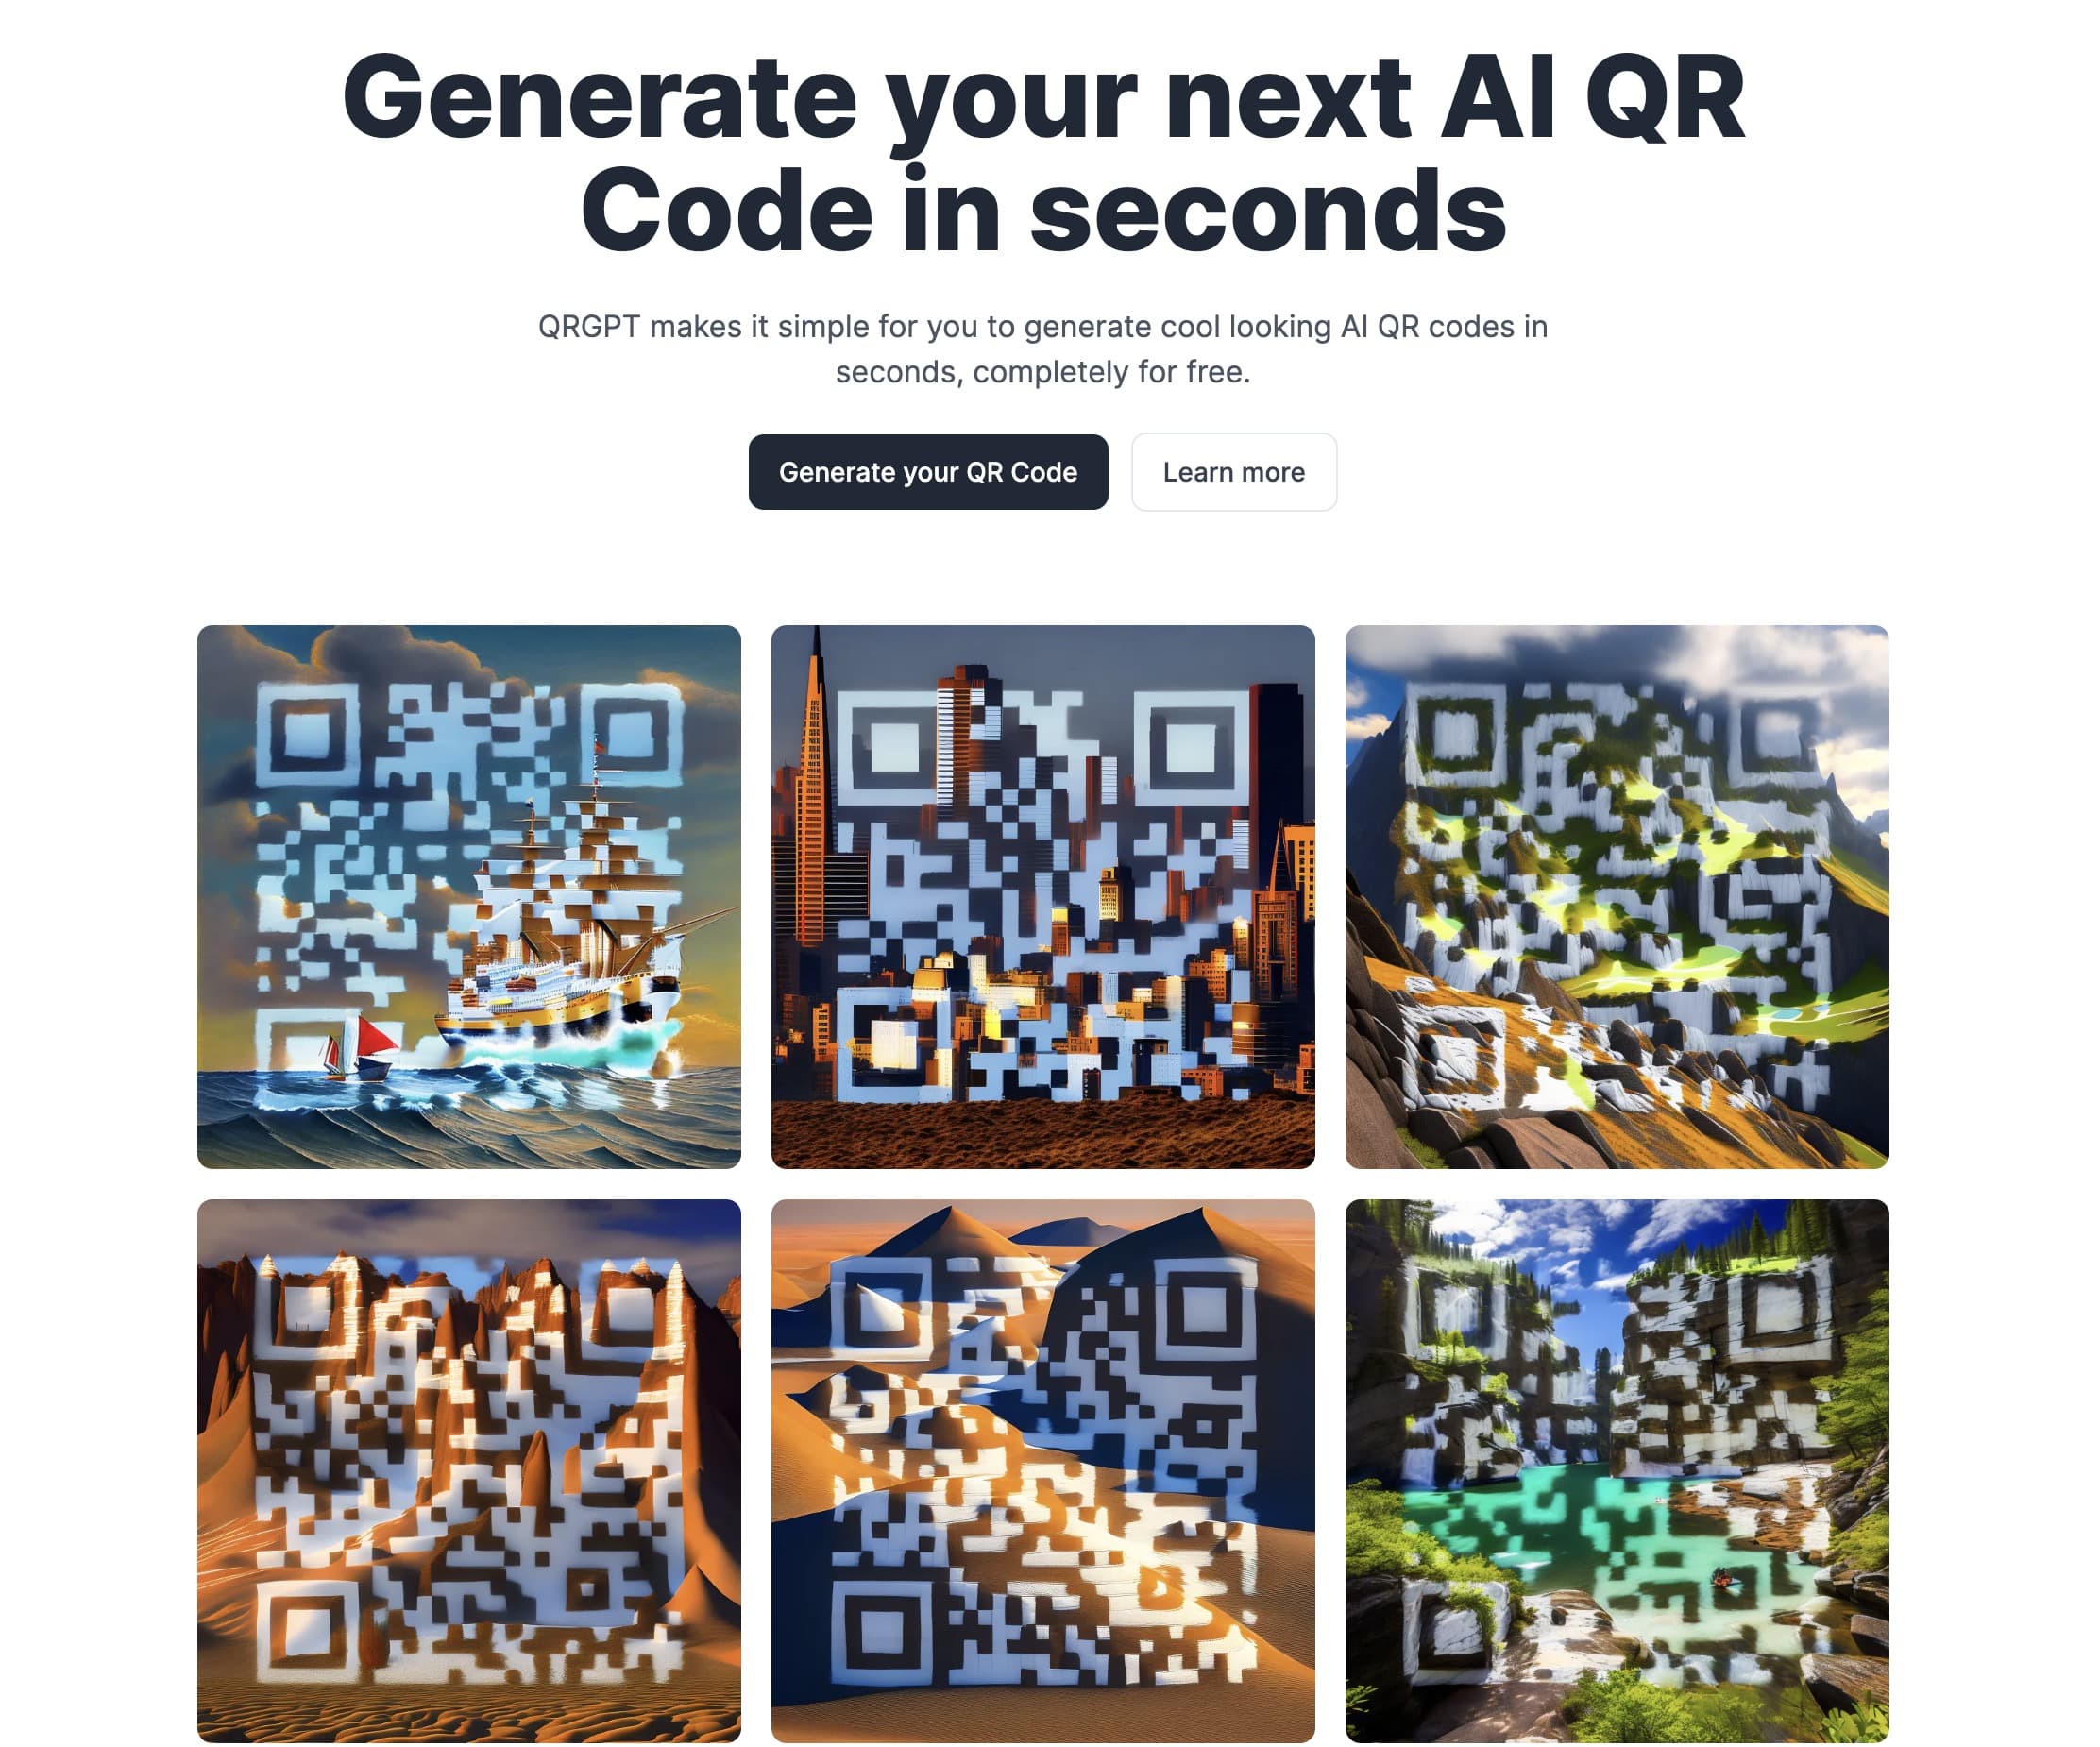 Generate your next AI QR
Code in seconds
QRGPT makes it simple for you to generate cool looking AI QR codes in
seconds, completely for free.
Generate your QR Code
Learn more